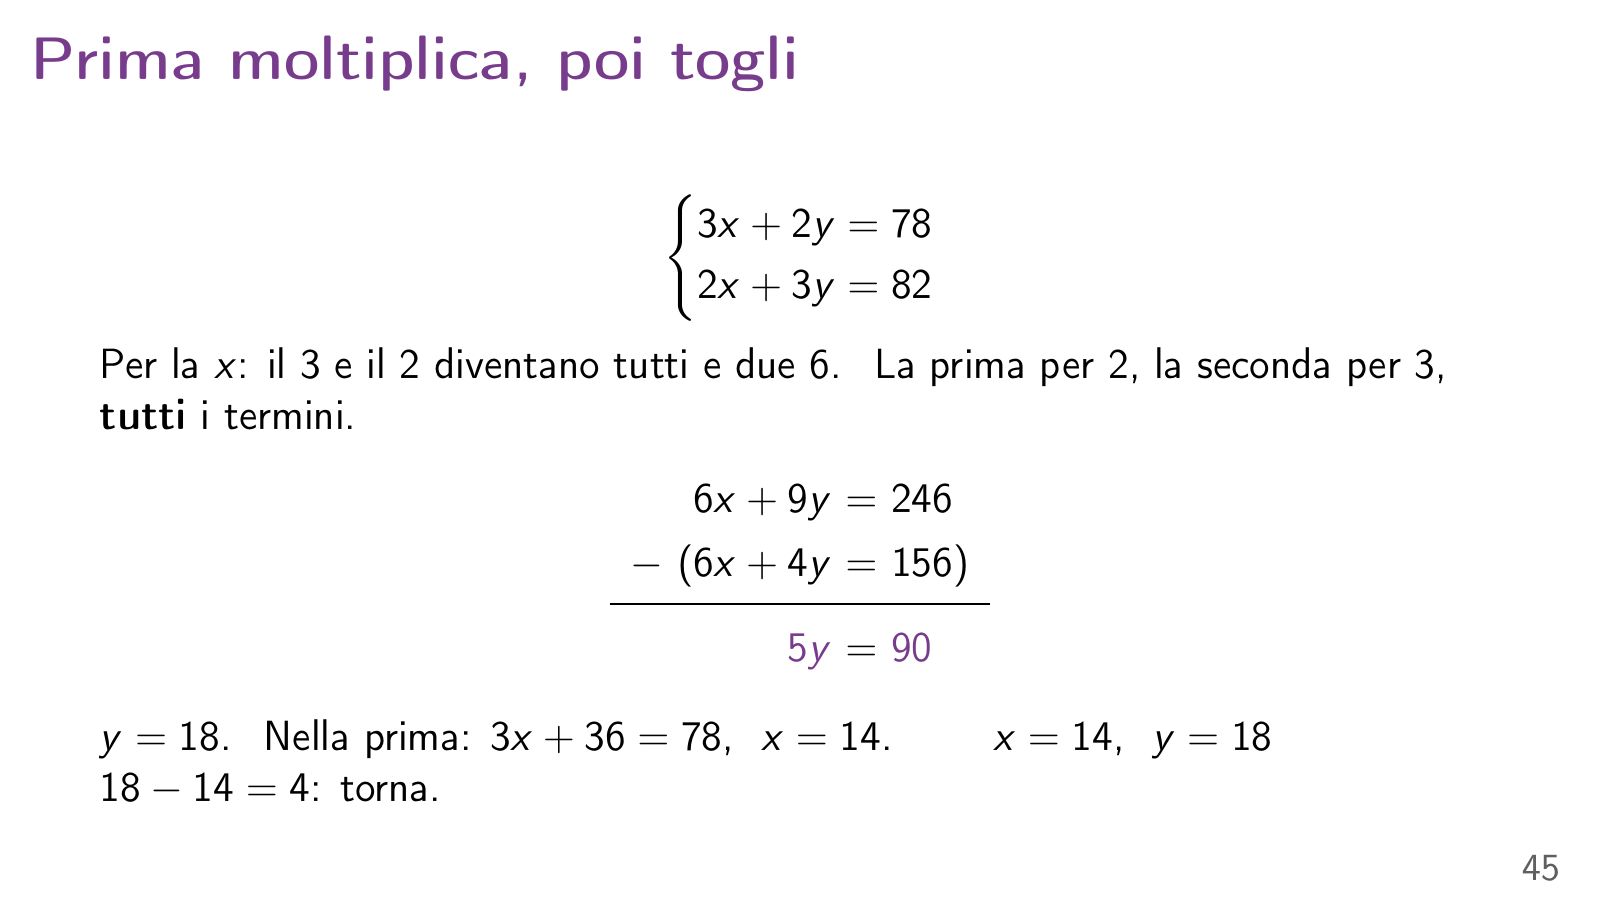 Prima moltiplica, poi togli
3x + 2y = 78
2x + 3y = 82
Per la x: il 3 e il 2 diventano tutti e due 6. La prima per 2, la seconda per 3,
tutti i termini.
6x + 9y = 246
− (6x + 4y = 156)
5y = 90
y = 18. Nella prima: 3x + 36 = 78, x = 14. x = 14, y = 18
18 − 14 = 4: torna.
45